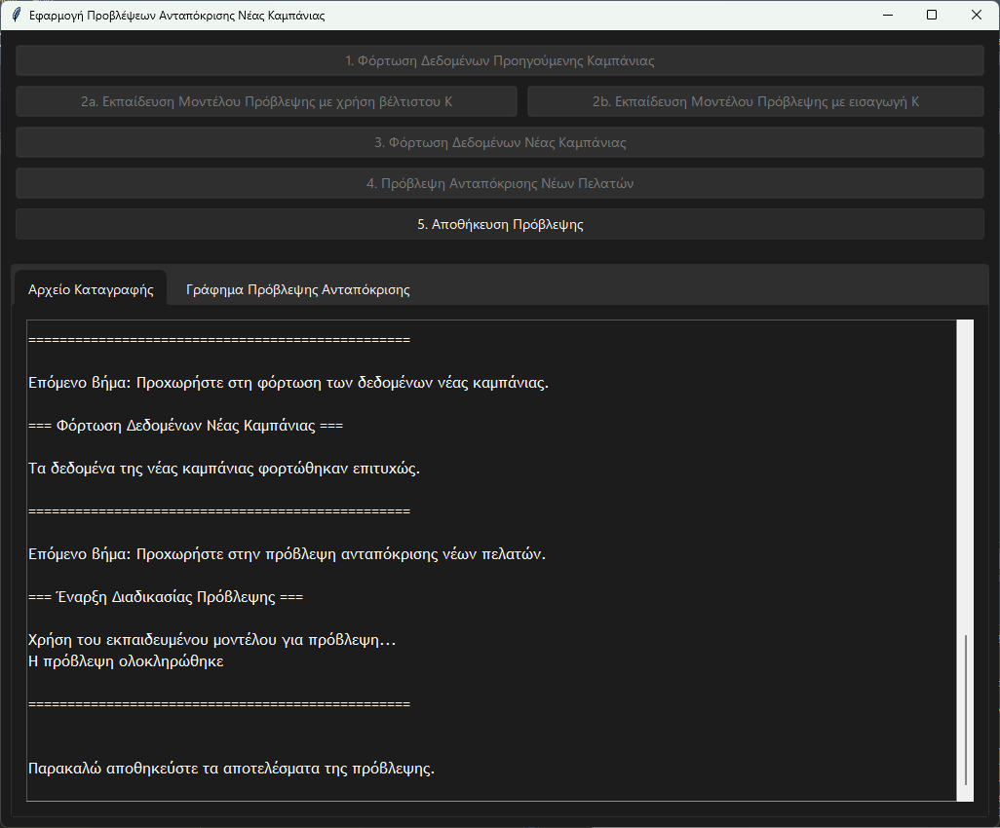 Εφαρμογή Προβλέψεων Ανταπόκρισης Νέας Καμπάνιας
1. Φόρτωση Δεδομένων Προηγούμενης Καμπάνιας
2a. Εκπαίδευση Μοντέλου Πρόβλεψης με χρήση βέλτιστου Κ
2b. Εκπαίδευση Μοντέλου Πρόβλεψης με εισαγωγή Κ
3. Φόρτωση Δεδομένων Νέας Καμπάνιας
4. Πρόβλεψη Ανταπόκρισης Νέων Πελατών
5. Αποθήκευση Πρόβλεψης
Αρχείο Καταγραφής
Γράφημα Πρόβλεψης Ανταπόκρισης
=================================================
Επόμενο βήμα: Προχωρήστε στη φόρτωση των δεδομένων νέας καμπάνιας.
=== Φόρτωση Δεδομένων Νέας Καμπάνιας ===
Τα δεδομένα της νέας καμπάνιας φορτώθηκαν επιτυχώς.
=================================================
Επόμενο βήμα: Προχωρήστε στην πρόβλεψη ανταπόκρισης νέων πελατών.
=== Έναρξη Διαδικασίας Πρόβλεψης ===
Χρήση του εκπαιδευμένου μοντέλου για πρόβλεψη...
Η πρόβλεψη ολοκληρώθηκε
=================================================
Παρακαλώ αποθηκεύστε τα αποτελέσματα της πρόβλεψης.